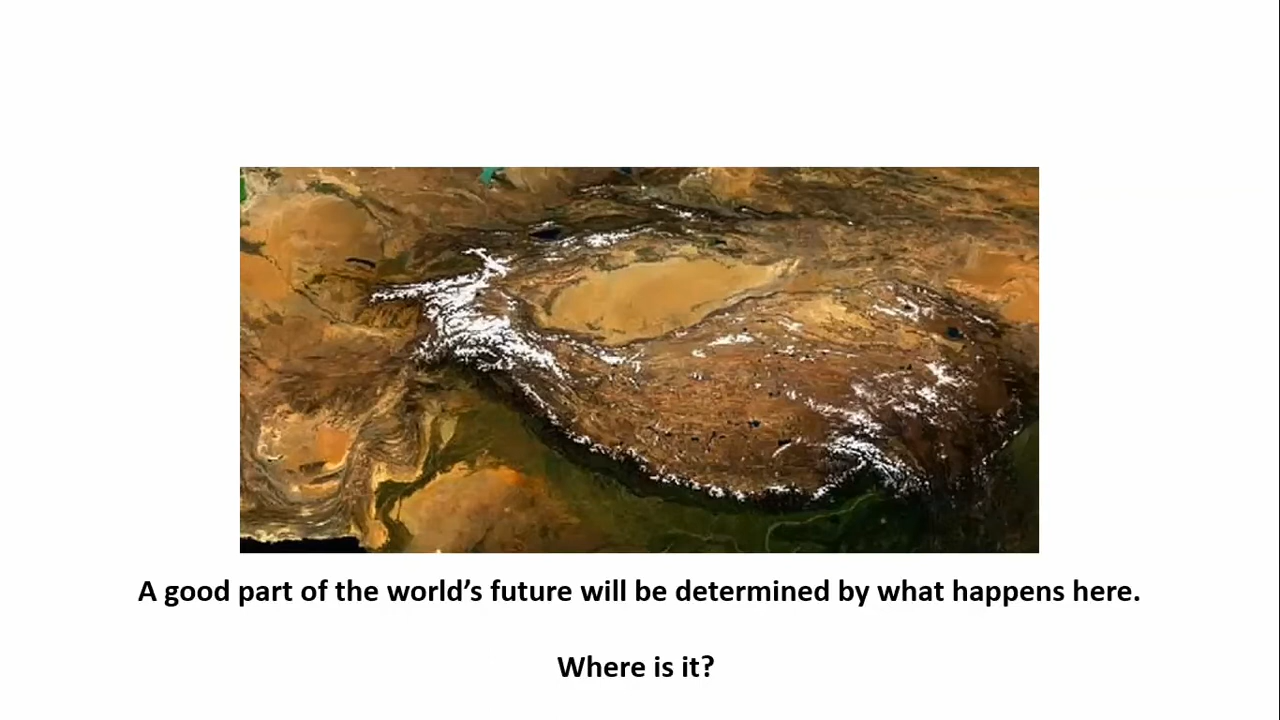 A good part of the world’s future will be determined by what happens here.
Where is it?